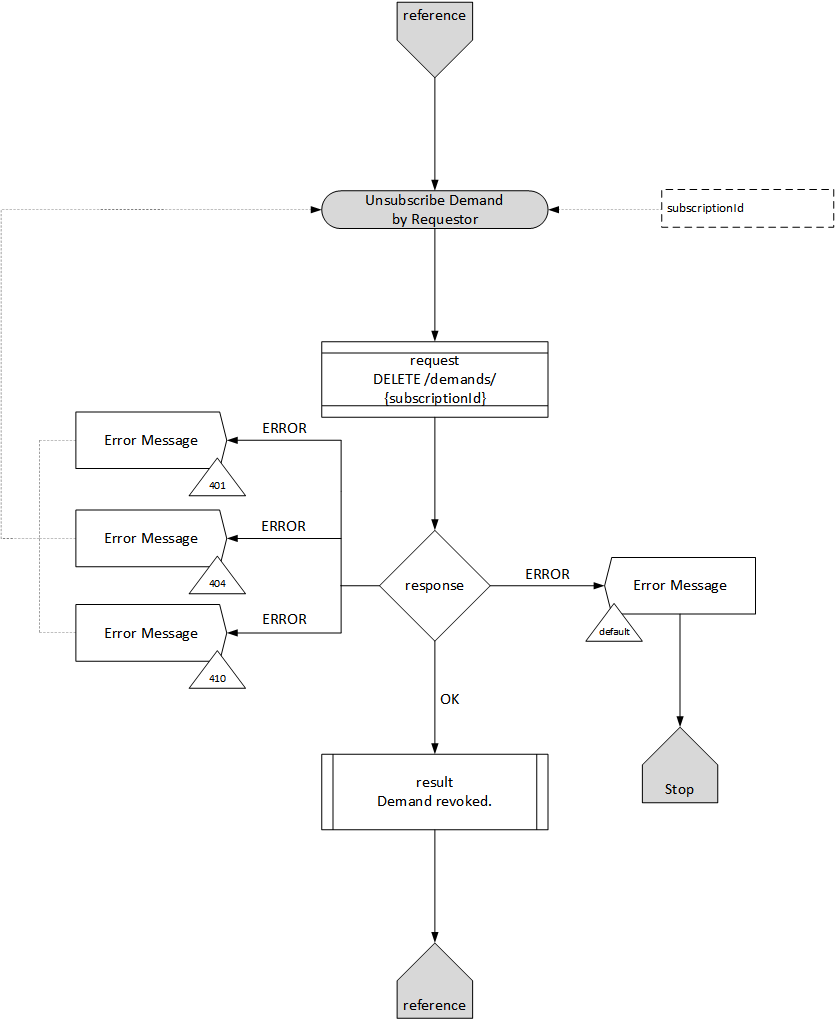 reference
Unsubscribe Demand
by Requestor
subscriptionId
request
DELETE /demands/
{subscriptionId}
ERROR
Error Message
401
ERROR
Error Message
404
response
ERROR
Error Message
default
ERROR
Error Message
410
OK
result
Demand revoked.
Stop
reference